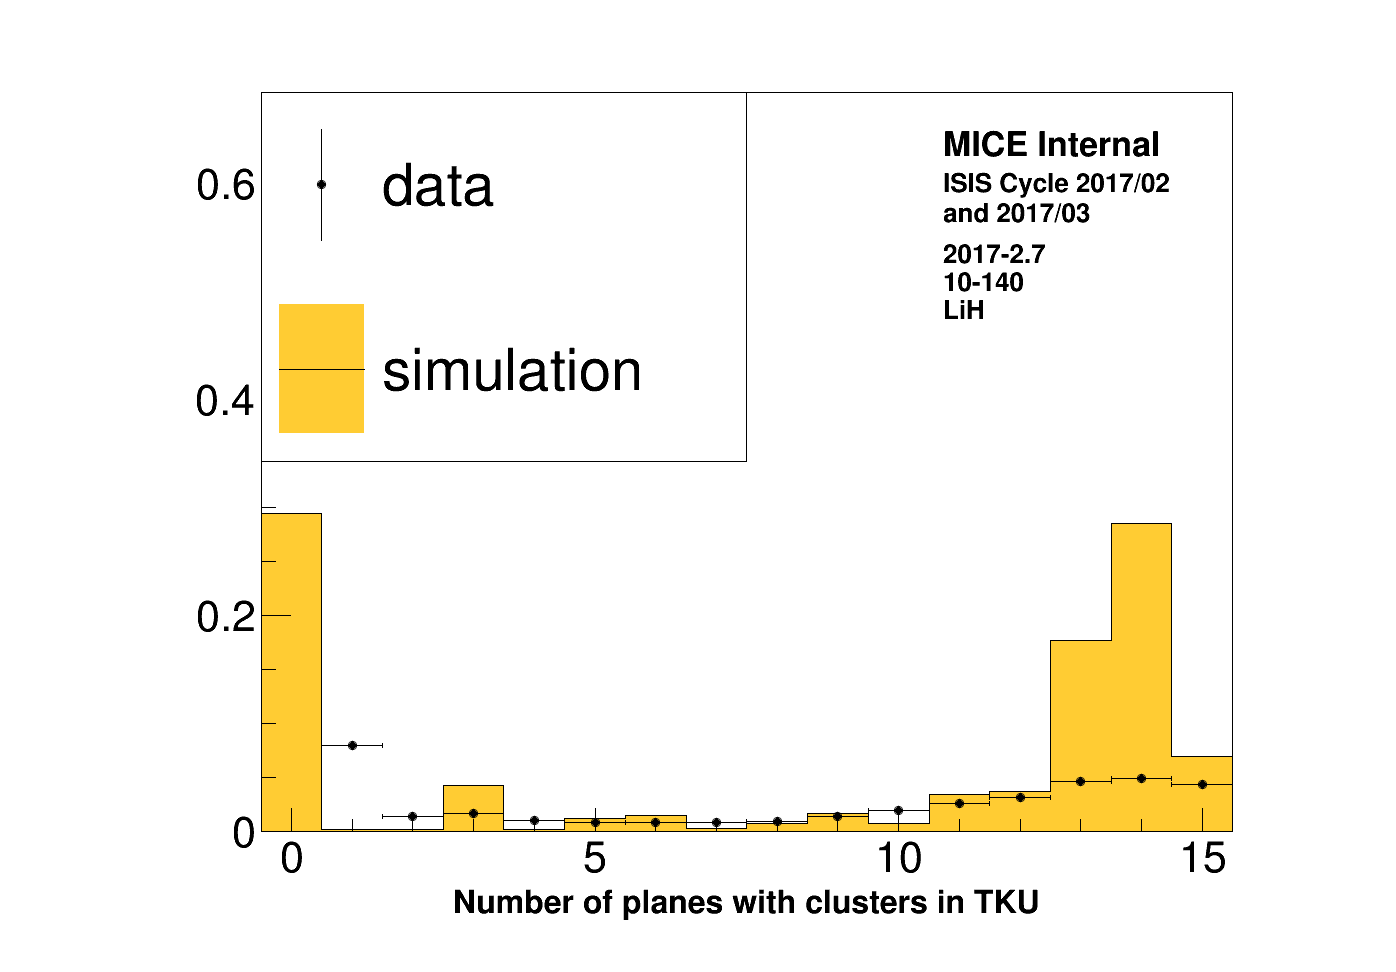 MICE Internal
ISIS Cycle 2017/02
and 2017/03
2017-2.7
10-140
LiH
data
simulation
0.6
0.4
0.2
0
0 5 10 15
Number of planes with clusters in TKU